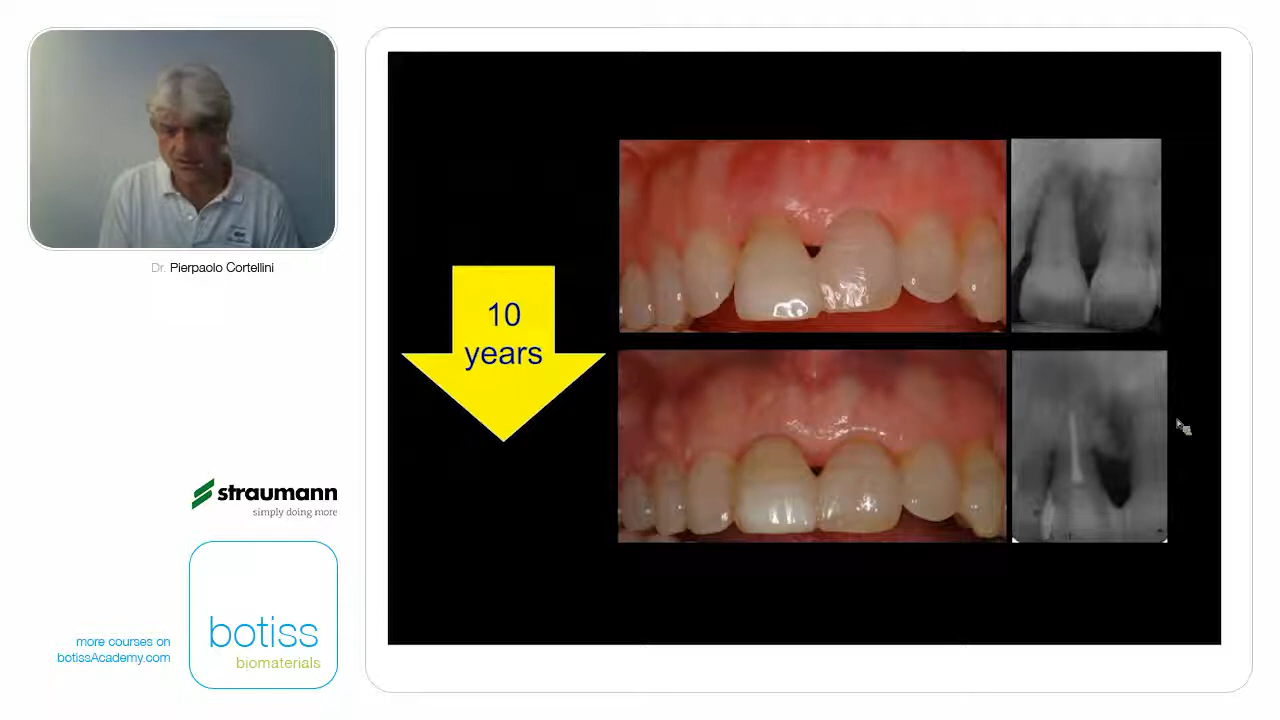 Dr. Pierpaolo Cortellini
10
years
straumann
simply doing more
botiss
biomaterials
more courses on
botissAcademy.com